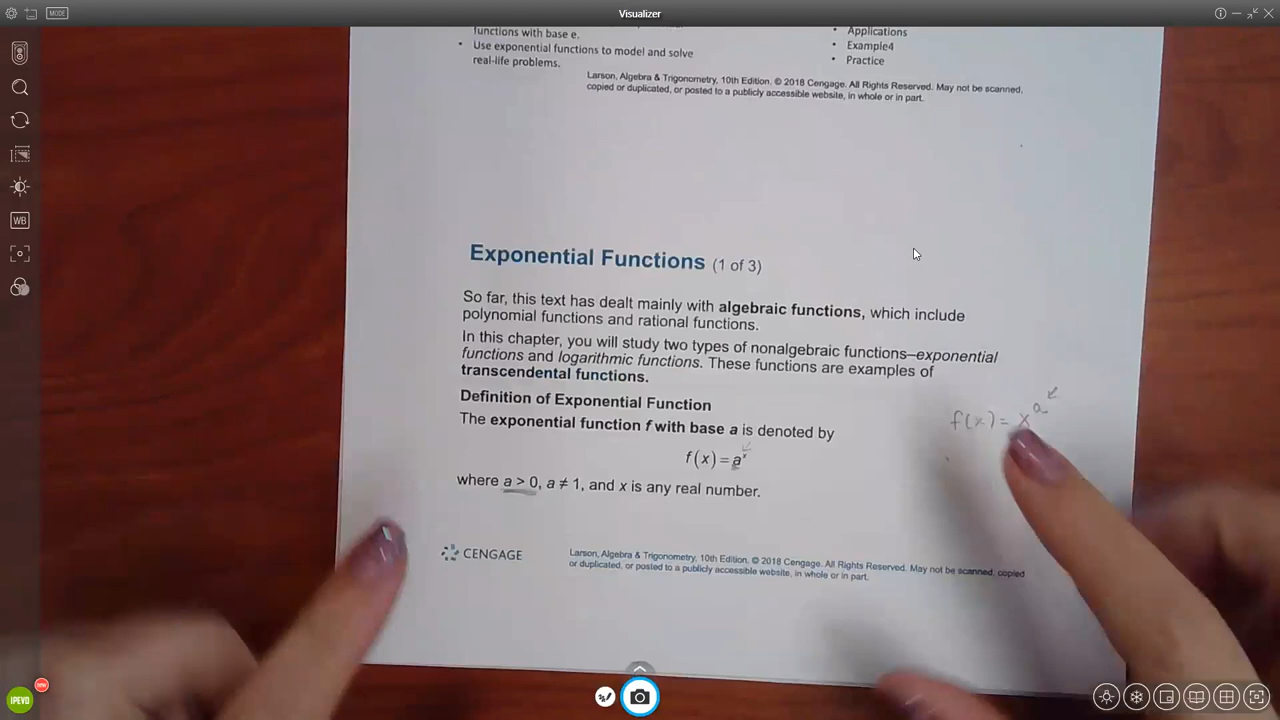 MODE
Visualizer
functions with base e.
• Use exponential functions to model and solve
real-life problems.
• Applications
• Example4
• Practice
Larson, Algebra & Trigonometry, 10th Edition. © 2018 Cengage. All Rights Reserved. May not be scanned,
copied or duplicated, or posted to a publicly accessible website, in whole or in part.
Exponential Functions (1 of 3)
So far, this text has dealt mainly with algebraic functions, which include
polynomial functions and rational functions.
In this chapter, you will study two types of nonalgebraic functions–exponential
functions and logarithmic functions. These functions are examples of
transcendental functions.
Definition of Exponential Function
The exponential function f with base a is denoted by
f(x) = aˣ
where a > 0, a ≠ 1, and x is any real number.
f(x) = xᵃ
CENGAGE
Larson, Algebra & Trigonometry, 10th Edition. © 2018 Cengage. All Rights Reserved. May not be scanned, copied
or duplicated, or posted to a publicly accessible website, in whole or in part.
WB
IPEVO
new